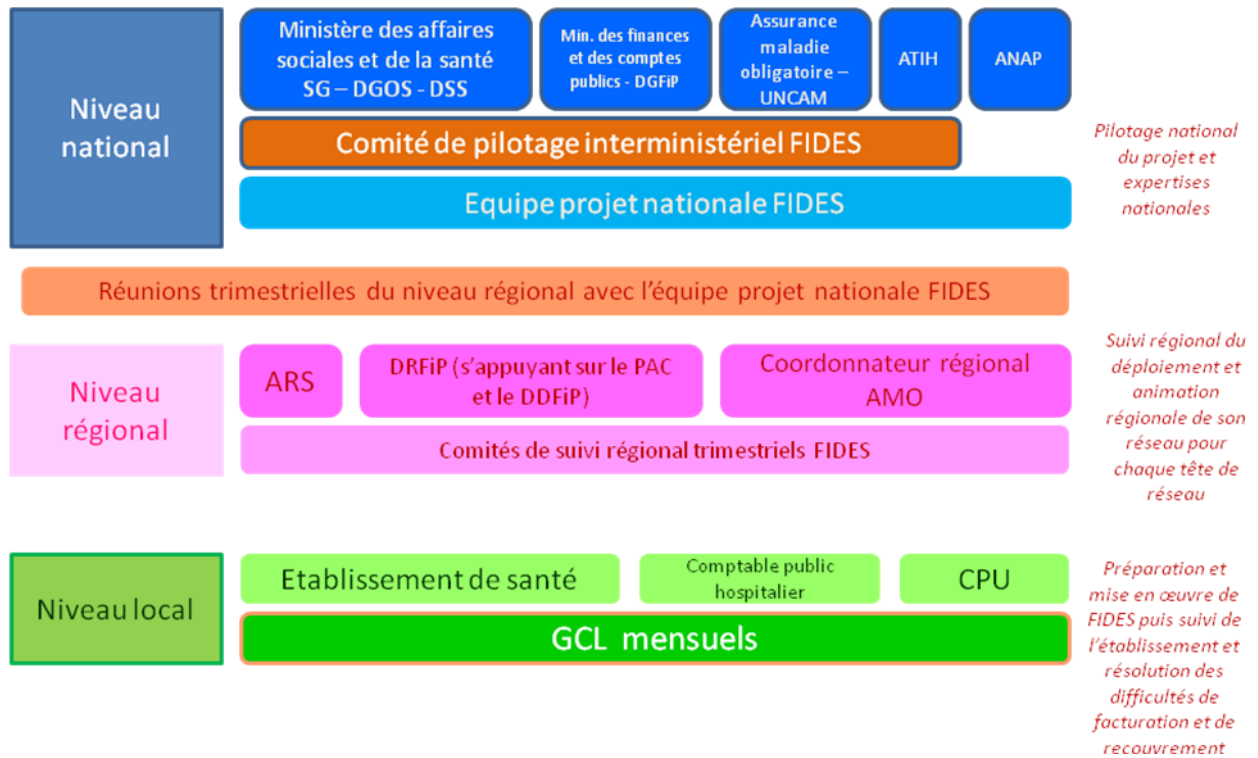 Niveau
national
Ministère des affaires
sociales et de la santé
SG – DGOS - DSS
Min. des finances
et des comptes
publics - DGFiP
Assurance
maladie
obligatoire –
UNCAM
ATIH
ANAP
Comité de pilotage interministériel FIDES
Equipe projet nationale FIDES
Pilotage national
du projet et
expertises
nationales
Réunions trimestrielles du niveau régional avec l'équipe projet nationale FIDES
Niveau
régional
ARS
DRFiP (s'appuyant sur le PAC
et le DDFiP)
Coordonnateur régional
AMO
Comités de suivi régional trimestriels FIDES
Suivi régional du
déploiement et
animation
régionale de son
réseau pour
chaque tête de
réseau
Niveau local
Etablissement de santé
Comptable public
hospitalier
CPU
GCL mensuels
Préparation et
mise en œuvre de
FIDES puis suivi de
l'établissement et
résolution des
difficultés de
facturation et de
recouvrement